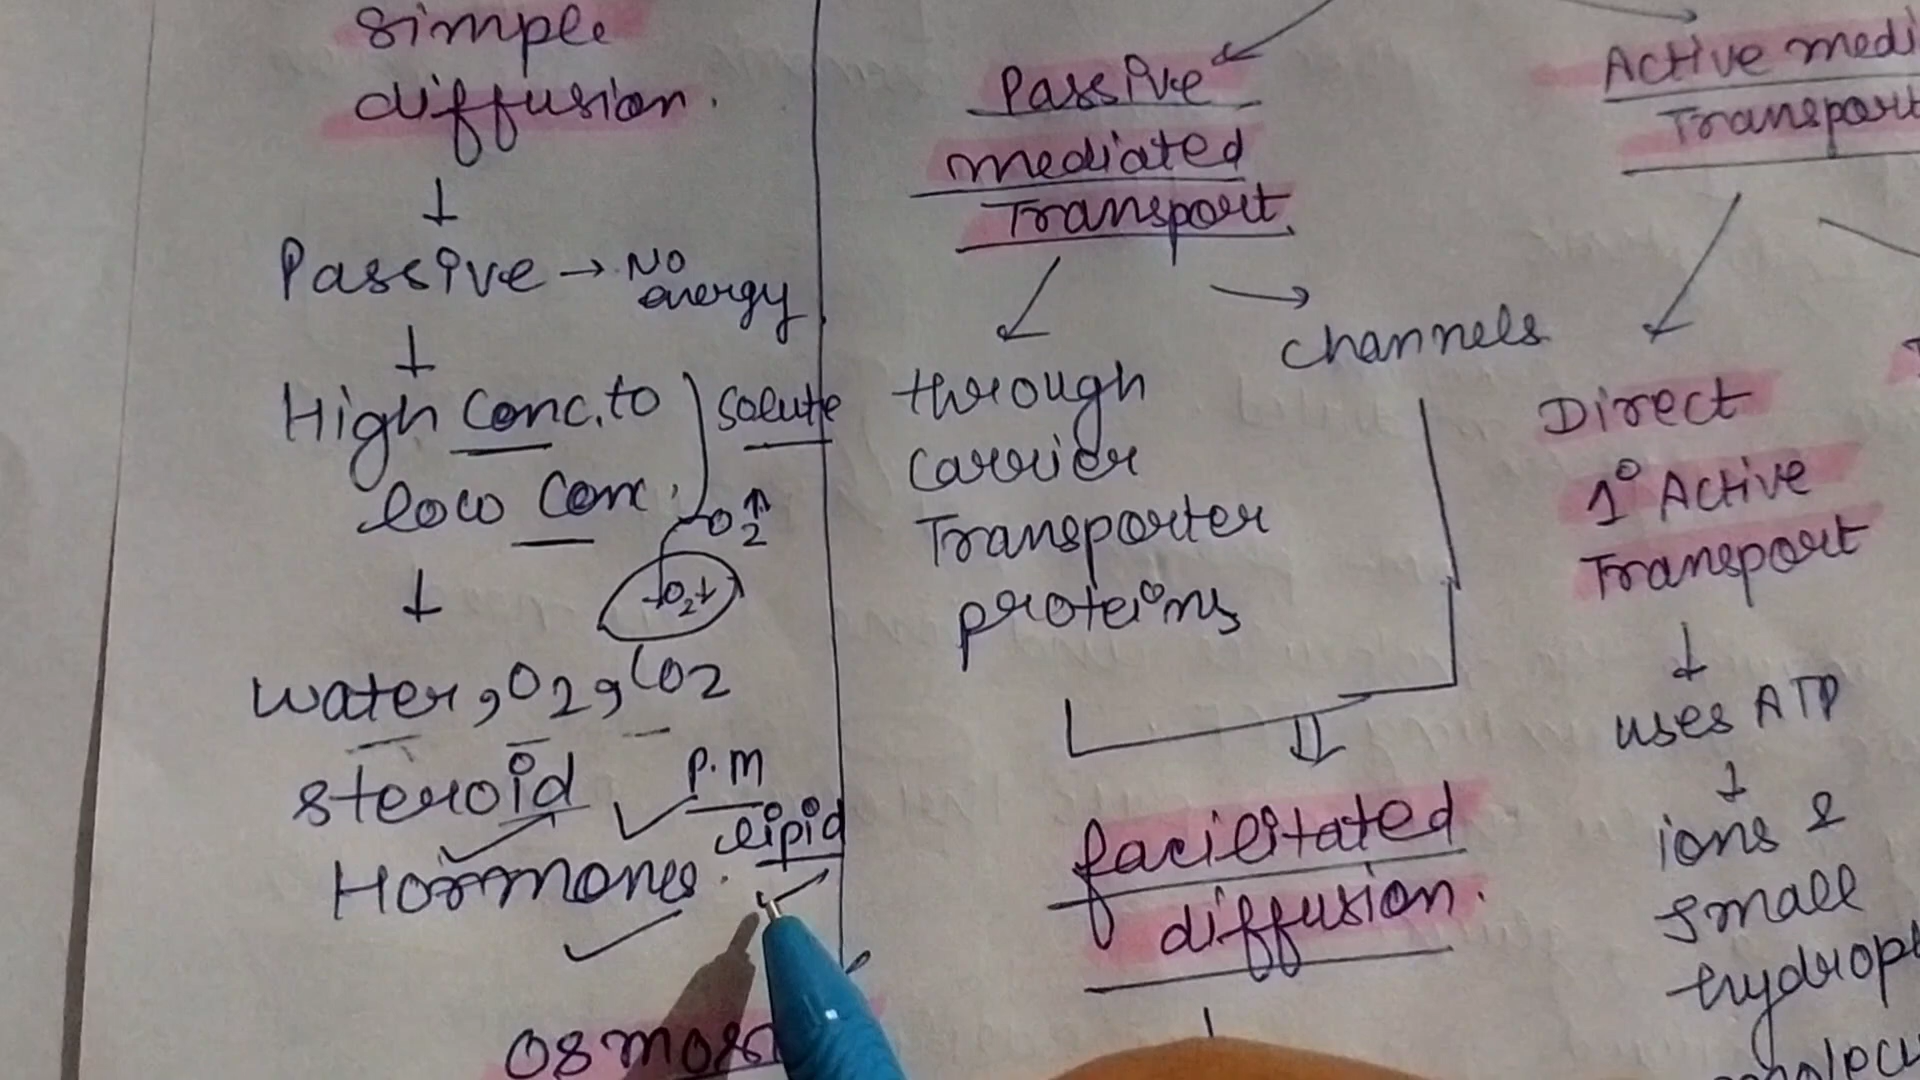 Simple
diffusion.
Passive → No
energy
High Conc. to
low Conc.
Solute
O2↑
↓O2↓
water, O2, CO2
steroid
Hormones.
P.m
lipid
Osmos
Passive
mediated
Transport.
through
carrier
Transporter
proteins
channels
facilitated
diffusion.
Active medi
Transport
Direct
1° Active
Transport
uses ATP
ions &
small
hydrop
molecu